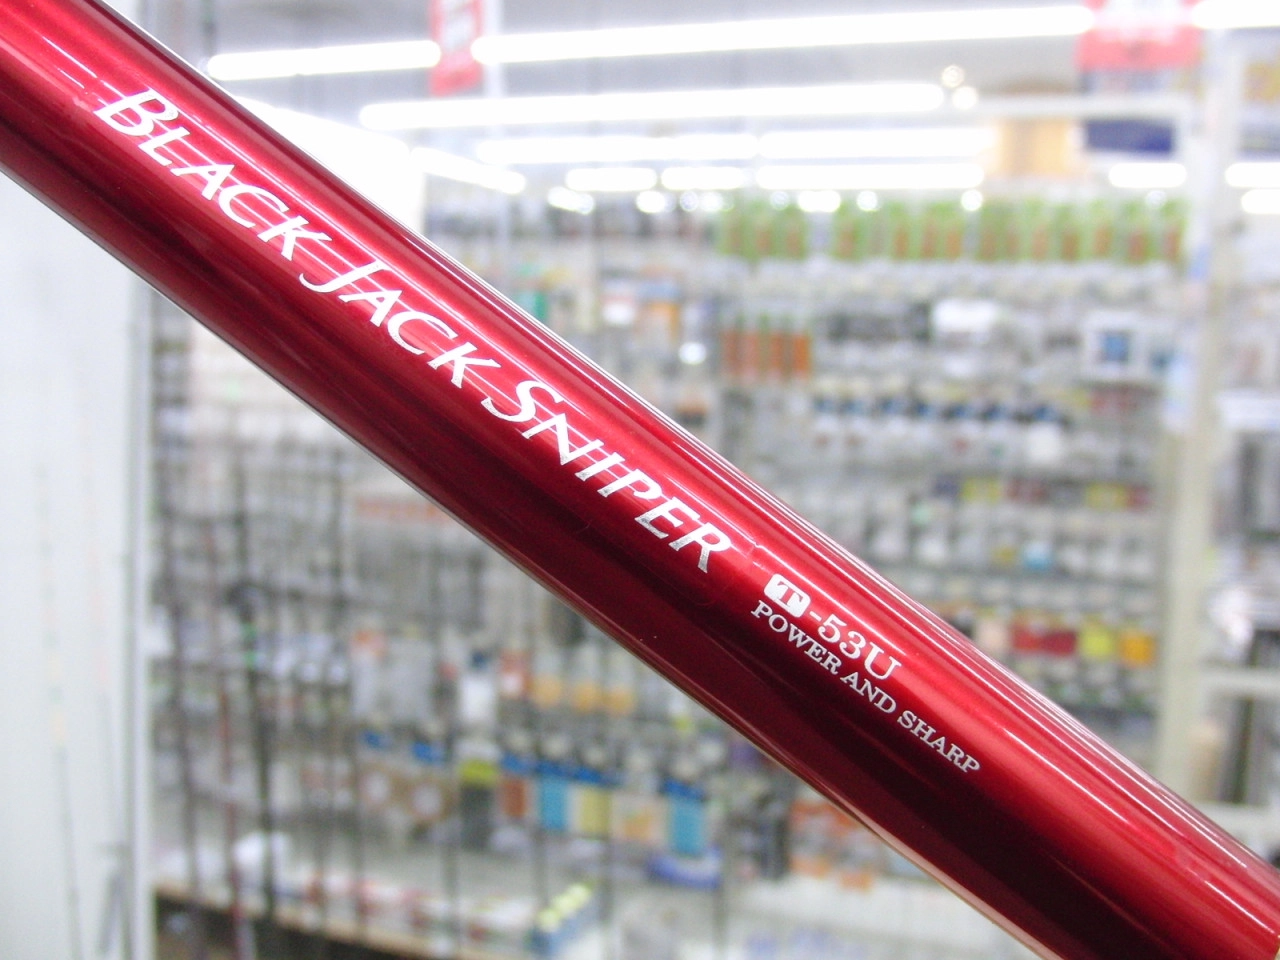 BLACK JACK SNIPER
T-53U
POWER AND SHARP